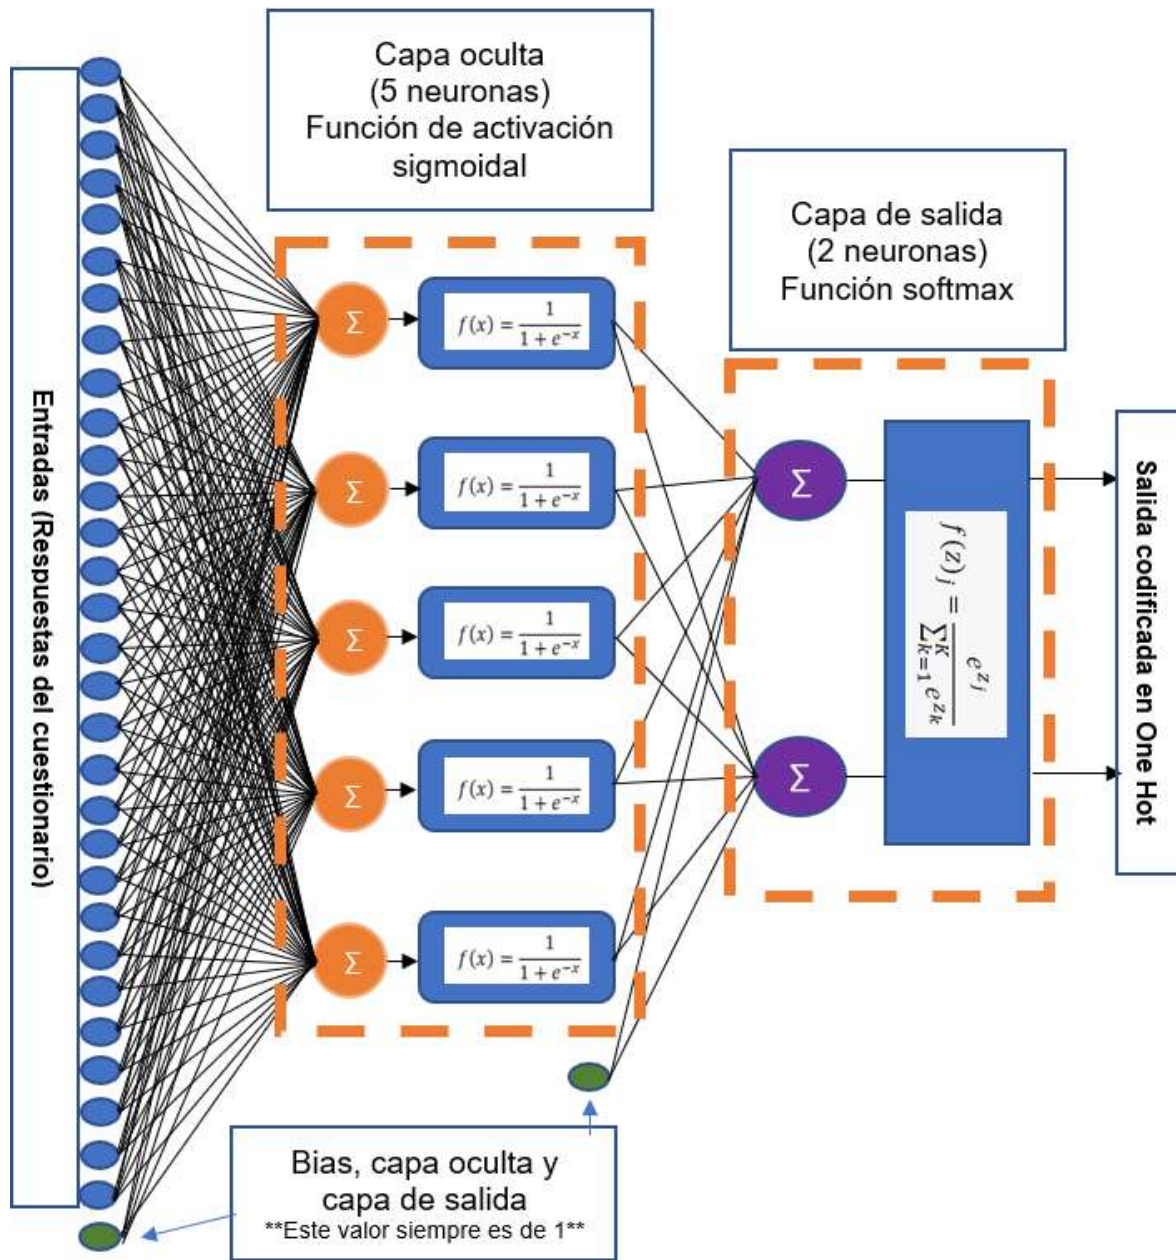 Capa oculta
(5 neuronas)
Función de activación
sigmoidal
Capa de salida
(2 neuronas)
Función softmax
Entradas (Respuestas del cuestionario)
Σ
f(x) = 1 / (1 + e^{-x})
Σ
f(x) = 1 / (1 + e^{-x})
Σ
f(x) = 1 / (1 + e^{-x})
Σ
f(x) = 1 / (1 + e^{-x})
Σ
f(x) = 1 / (1 + e^{-x})
Σ
Σ
f(z)_j = e^{z_j} / \sum_{k=1}^{K} e^{z_k}
Salida codificada en One Hot
Bias, capa oculta y
capa de salida
**Este valor siempre es de 1**